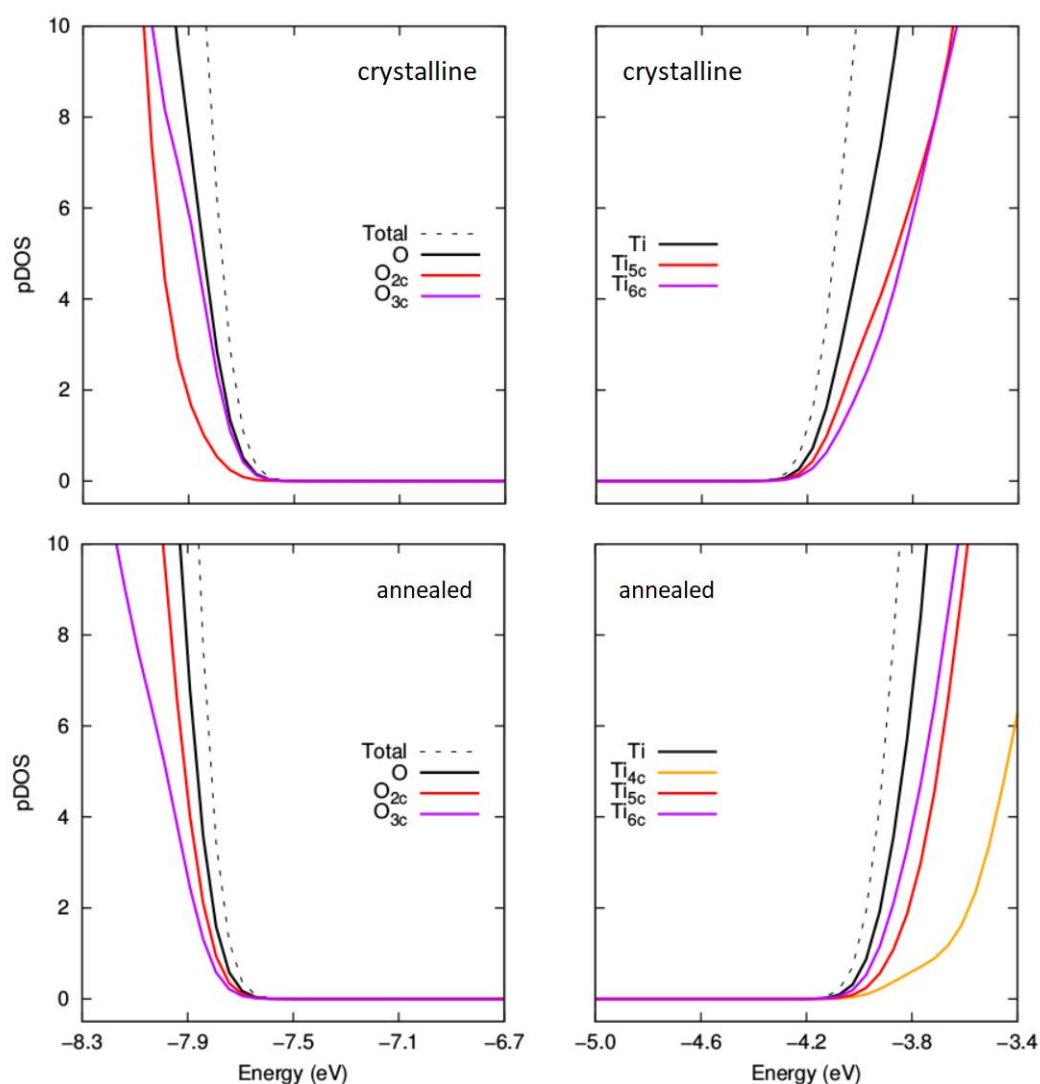 10
8
6
4
2
0
pDOS
crystalline
Total
O
O2c
O3c
crystalline
Ti
Ti5c
Ti6c
10
8
6
4
2
0
pDOS
annealed
Total
O
O2c
O3c
−8.3 −7.9 −7.5 −7.1 −6.7
Energy (eV)
annealed
Ti
Ti4c
Ti5c
Ti6c
−5.0 −4.6 −4.2 −3.8 −3.4
Energy (eV)